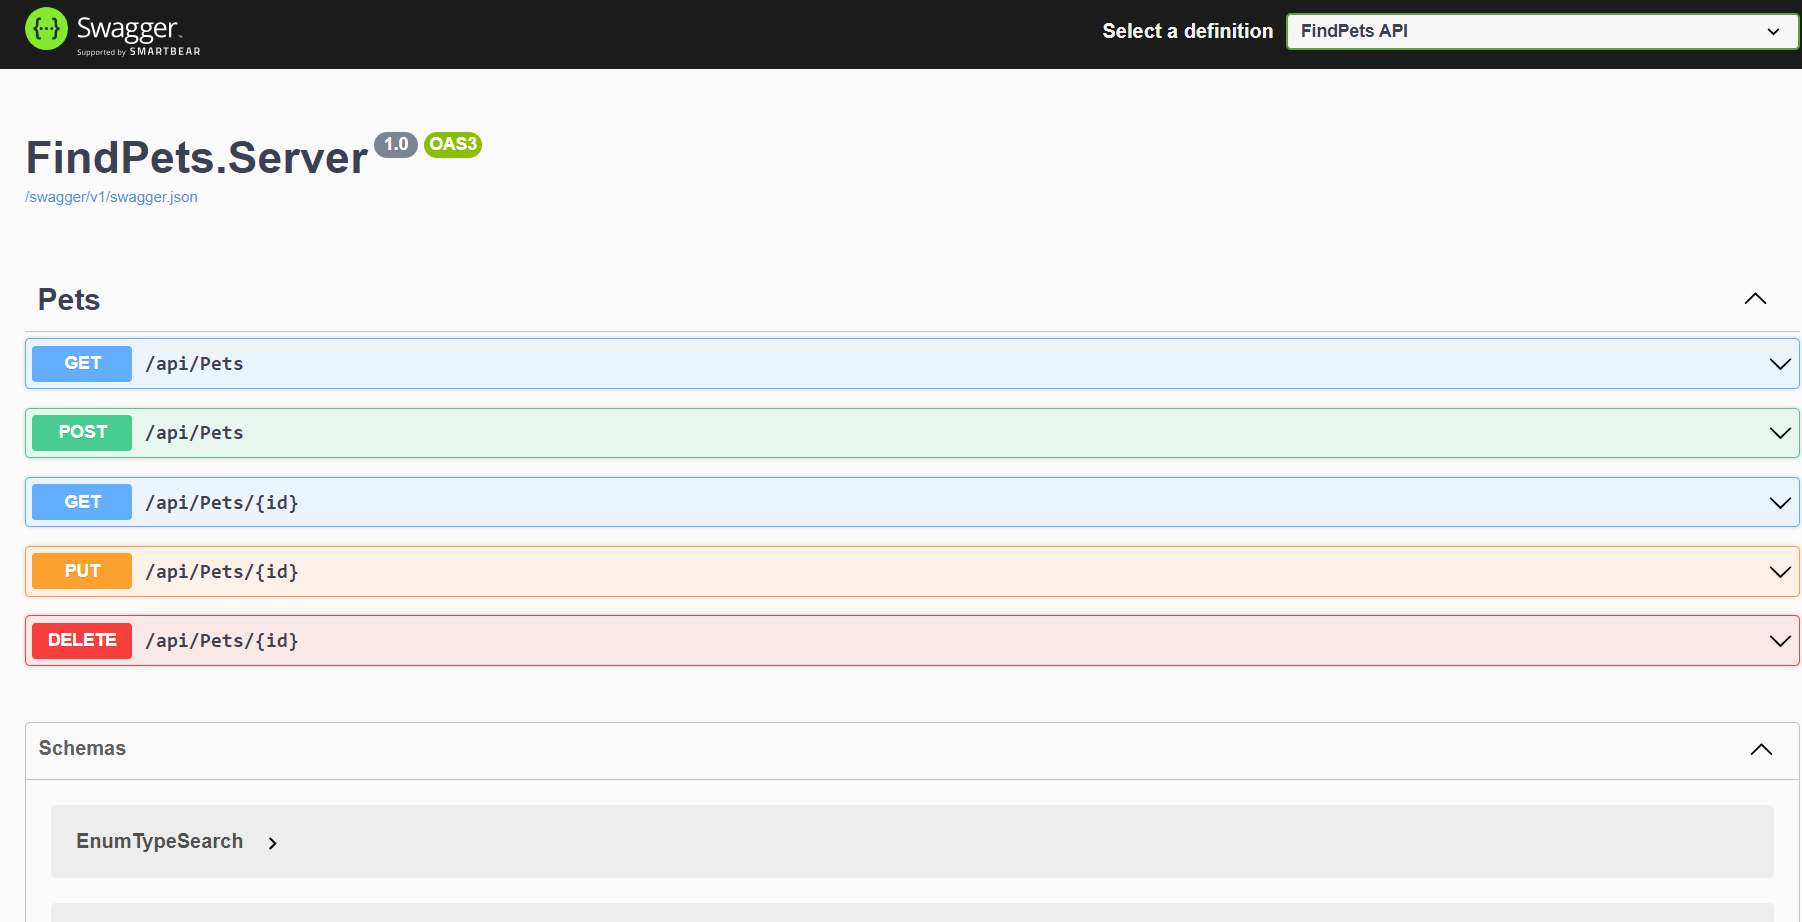 {···} Swagger™
Supported by SMARTBEAR
Select a definition
FindPets API
FindPets.Server 1.0 OAS3
/swagger/v1/swagger.json
Pets
GET /api/Pets
POST /api/Pets
GET /api/Pets/{id}
PUT /api/Pets/{id}
DELETE /api/Pets/{id}
Schemas
EnumTypeSearch